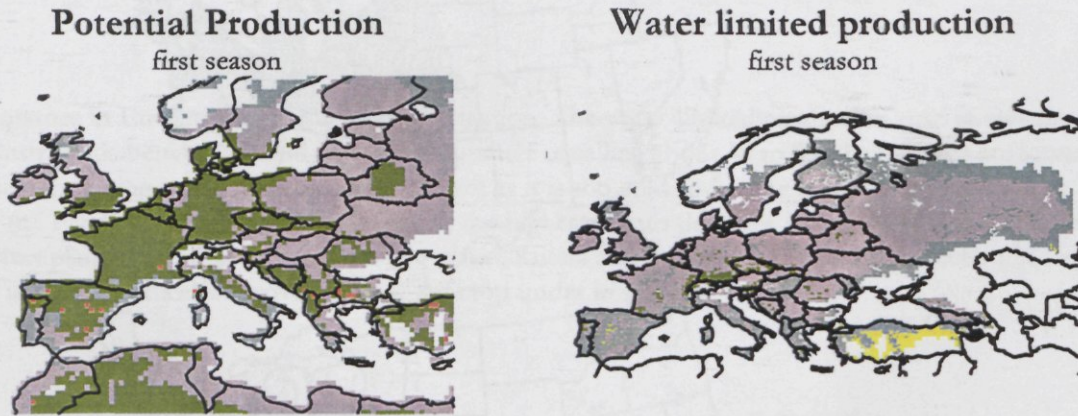 Potential Production
first season
Water limited production
first season